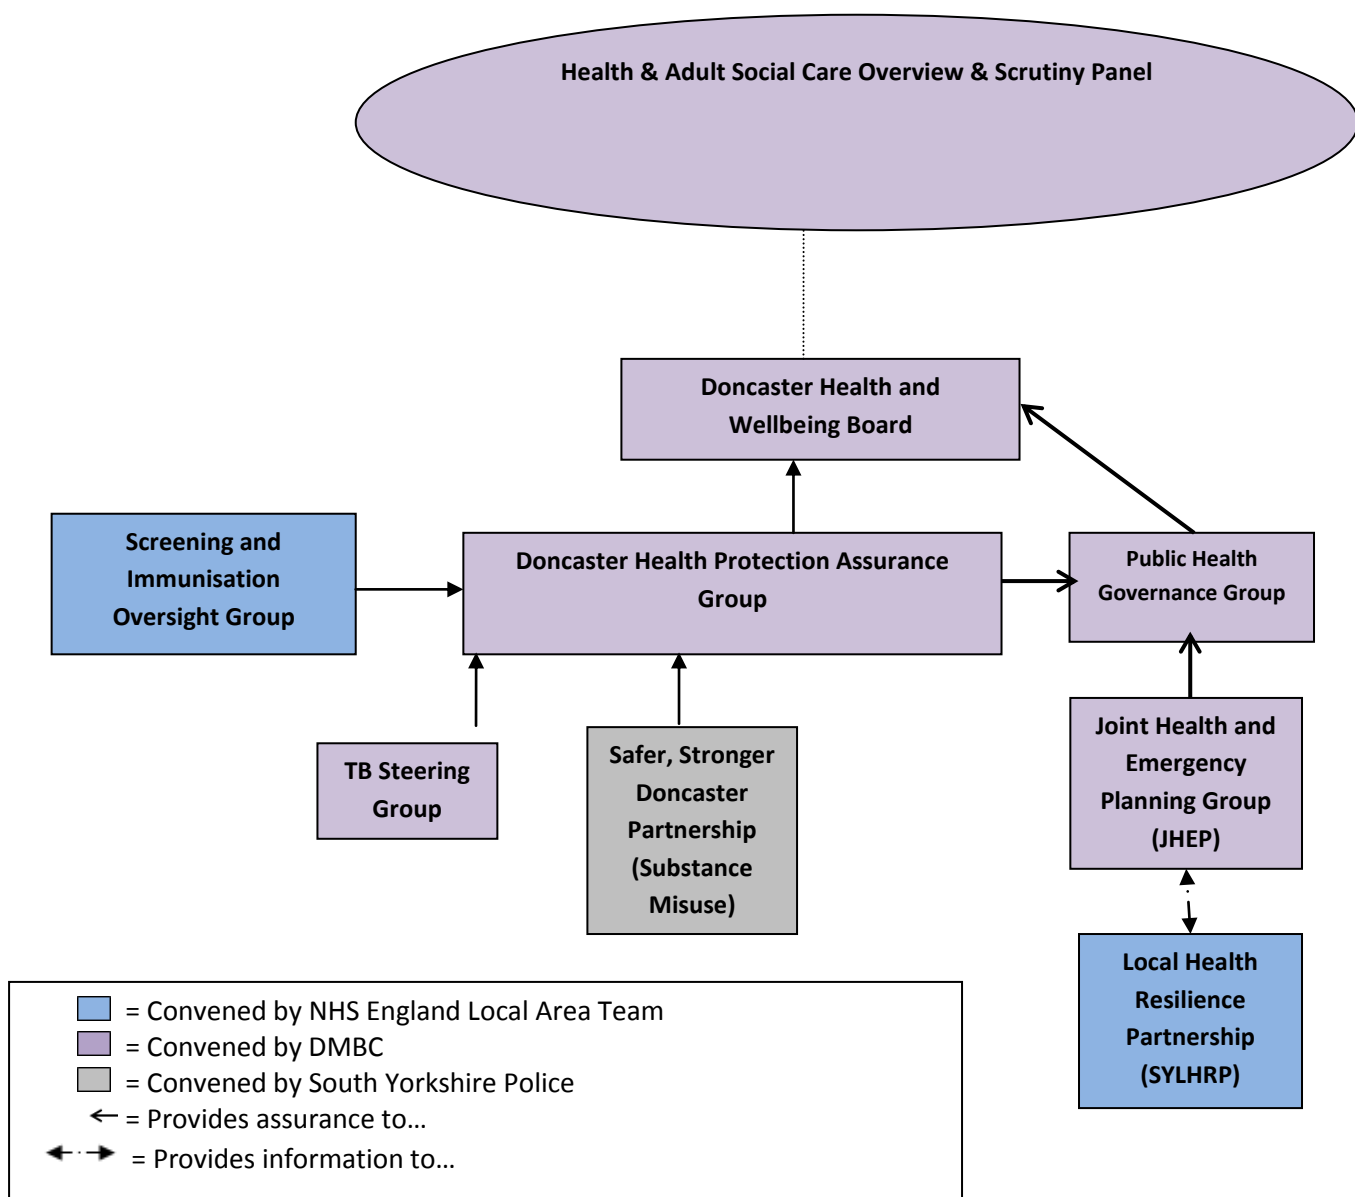 Health & Adult Social Care Overview & Scrutiny Panel
Doncaster Health and
Wellbeing Board
Screening and
Immunisation
Oversight Group
Doncaster Health Protection Assurance
Group
Public Health
Governance Group
TB Steering
Group
Safer, Stronger
Doncaster
Partnership
(Substance
Misuse)
Joint Health and
Emergency
Planning Group
(JHEP)
Local Health
Resilience
Partnership
(SYLHRP)
= Convened by NHS England Local Area Team
= Convened by DMBC
= Convened by South Yorkshire Police
= Provides assurance to…
= Provides information to…